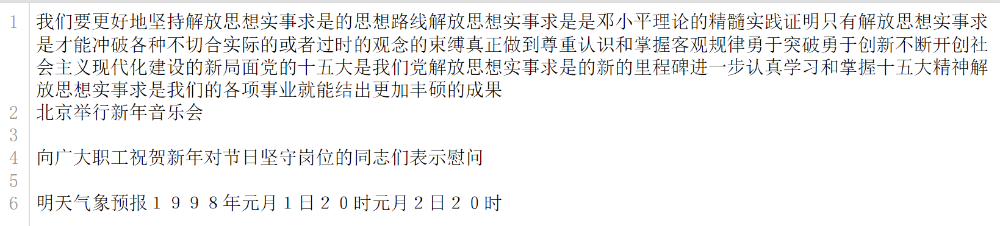 1 我们要更好地坚持解放思想实事求是的思想路线解放思想实事求是是邓小平理论的精髓实践证明只有解放思想实事求
是才能冲破各种不切合实际的或者过时的观念的束缚真正做到尊重认识和掌握客观规律勇于突破勇于创新不断开创社
会主义现代化建设的新局面党的十五大是我们党解放思想实事求是的新的里程碑进一步认真学习和掌握十五大精神解
放思想实事求是我们的各项事业就能结出更加丰硕的成果
2 北京举行新年音乐会
3
4 向广大职工祝贺新年对节日坚守岗位的同志们表示慰问
5
6 明天气象预报１９９８年元月１日２０时元月２日２０时